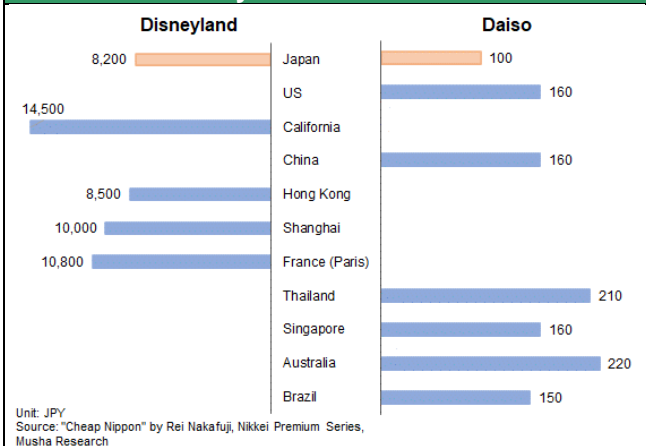 Disneyland Daiso
8,200 Japan 100
US 160
14,500
California
China 160
8,500 Hong Kong
10,000 Shanghai
10,800 France (Paris)
Thailand 210
Singapore 160
Australia 220
Brazil 150
Unit: JPY
Source: "Cheap Nippon" by Rei Nakafuji, Nikkei Premium Series,
Musha Research